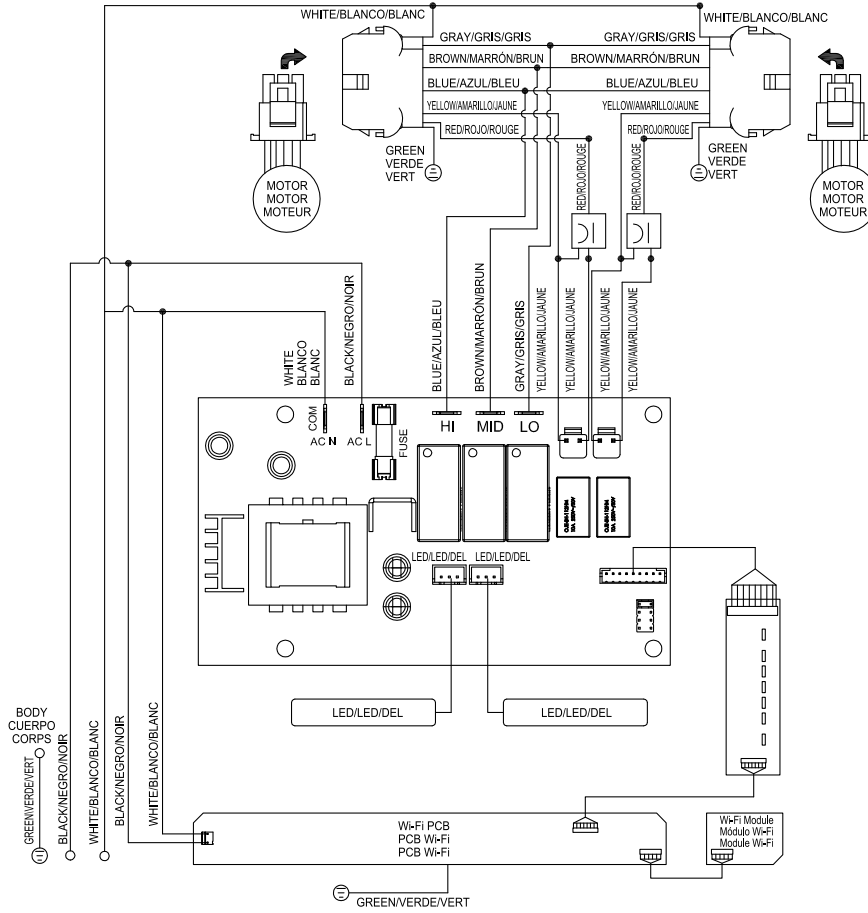 WHITE/BLANCO/BLANC
WHITE/BLANCO/BLANC
GRAY/GRIS/GRIS
GRAY/GRIS/GRIS
BROWN/MARRÓN/BRUN
BROWN/MARRÓN/BRUN
BLUE/AZUL/BLEU
BLUE/AZUL/BLEU
YELLOW/AMARILLO/JAUNE
YELLOW/AMARILLO/JAUNE
RED/ROJO/ROUGE
RED/ROJO/ROUGE
GREEN
VERDE
VERT
GREEN
VERDE
VERT
MOTOR
MOTOR
MOTEUR
MOTOR
MOTOR
MOTEUR
RED/ROJO/ROUGE
RED/ROJO/ROUGE
WHITE
BLANCO
BLANC
BLACK/NEGRO/NOIR
BLUE/AZUL/BLEU
BROWN/MARRÓN/BRUN
GRAY/GRIS/GRIS
YELLOW/AMARILLO/JAUNE
YELLOW/AMARILLO/JAUNE
YELLOW/AMARILLO/JAUNE
YELLOW/AMARILLO/JAUNE
COM
AC N
AC L
FUSE
HI
MID
LO
LED/LED/DEL
LED/LED/DEL
LED/LED/DEL
LED/LED/DEL
BODY
CUERPO
CORPS
GREEN/VERDE/VERT
BLACK/NEGRO/NOIR
WHITE/BLANCO/BLANC
BLACK/NEGRO/NOIR
WHITE/BLANCO/BLANC
Wi-Fi PCB
PCB Wi-Fi
PCB Wi-Fi
Wi-Fi Module
Módulo Wi-Fi
Module Wi-Fi
GREEN/VERDE/VERT